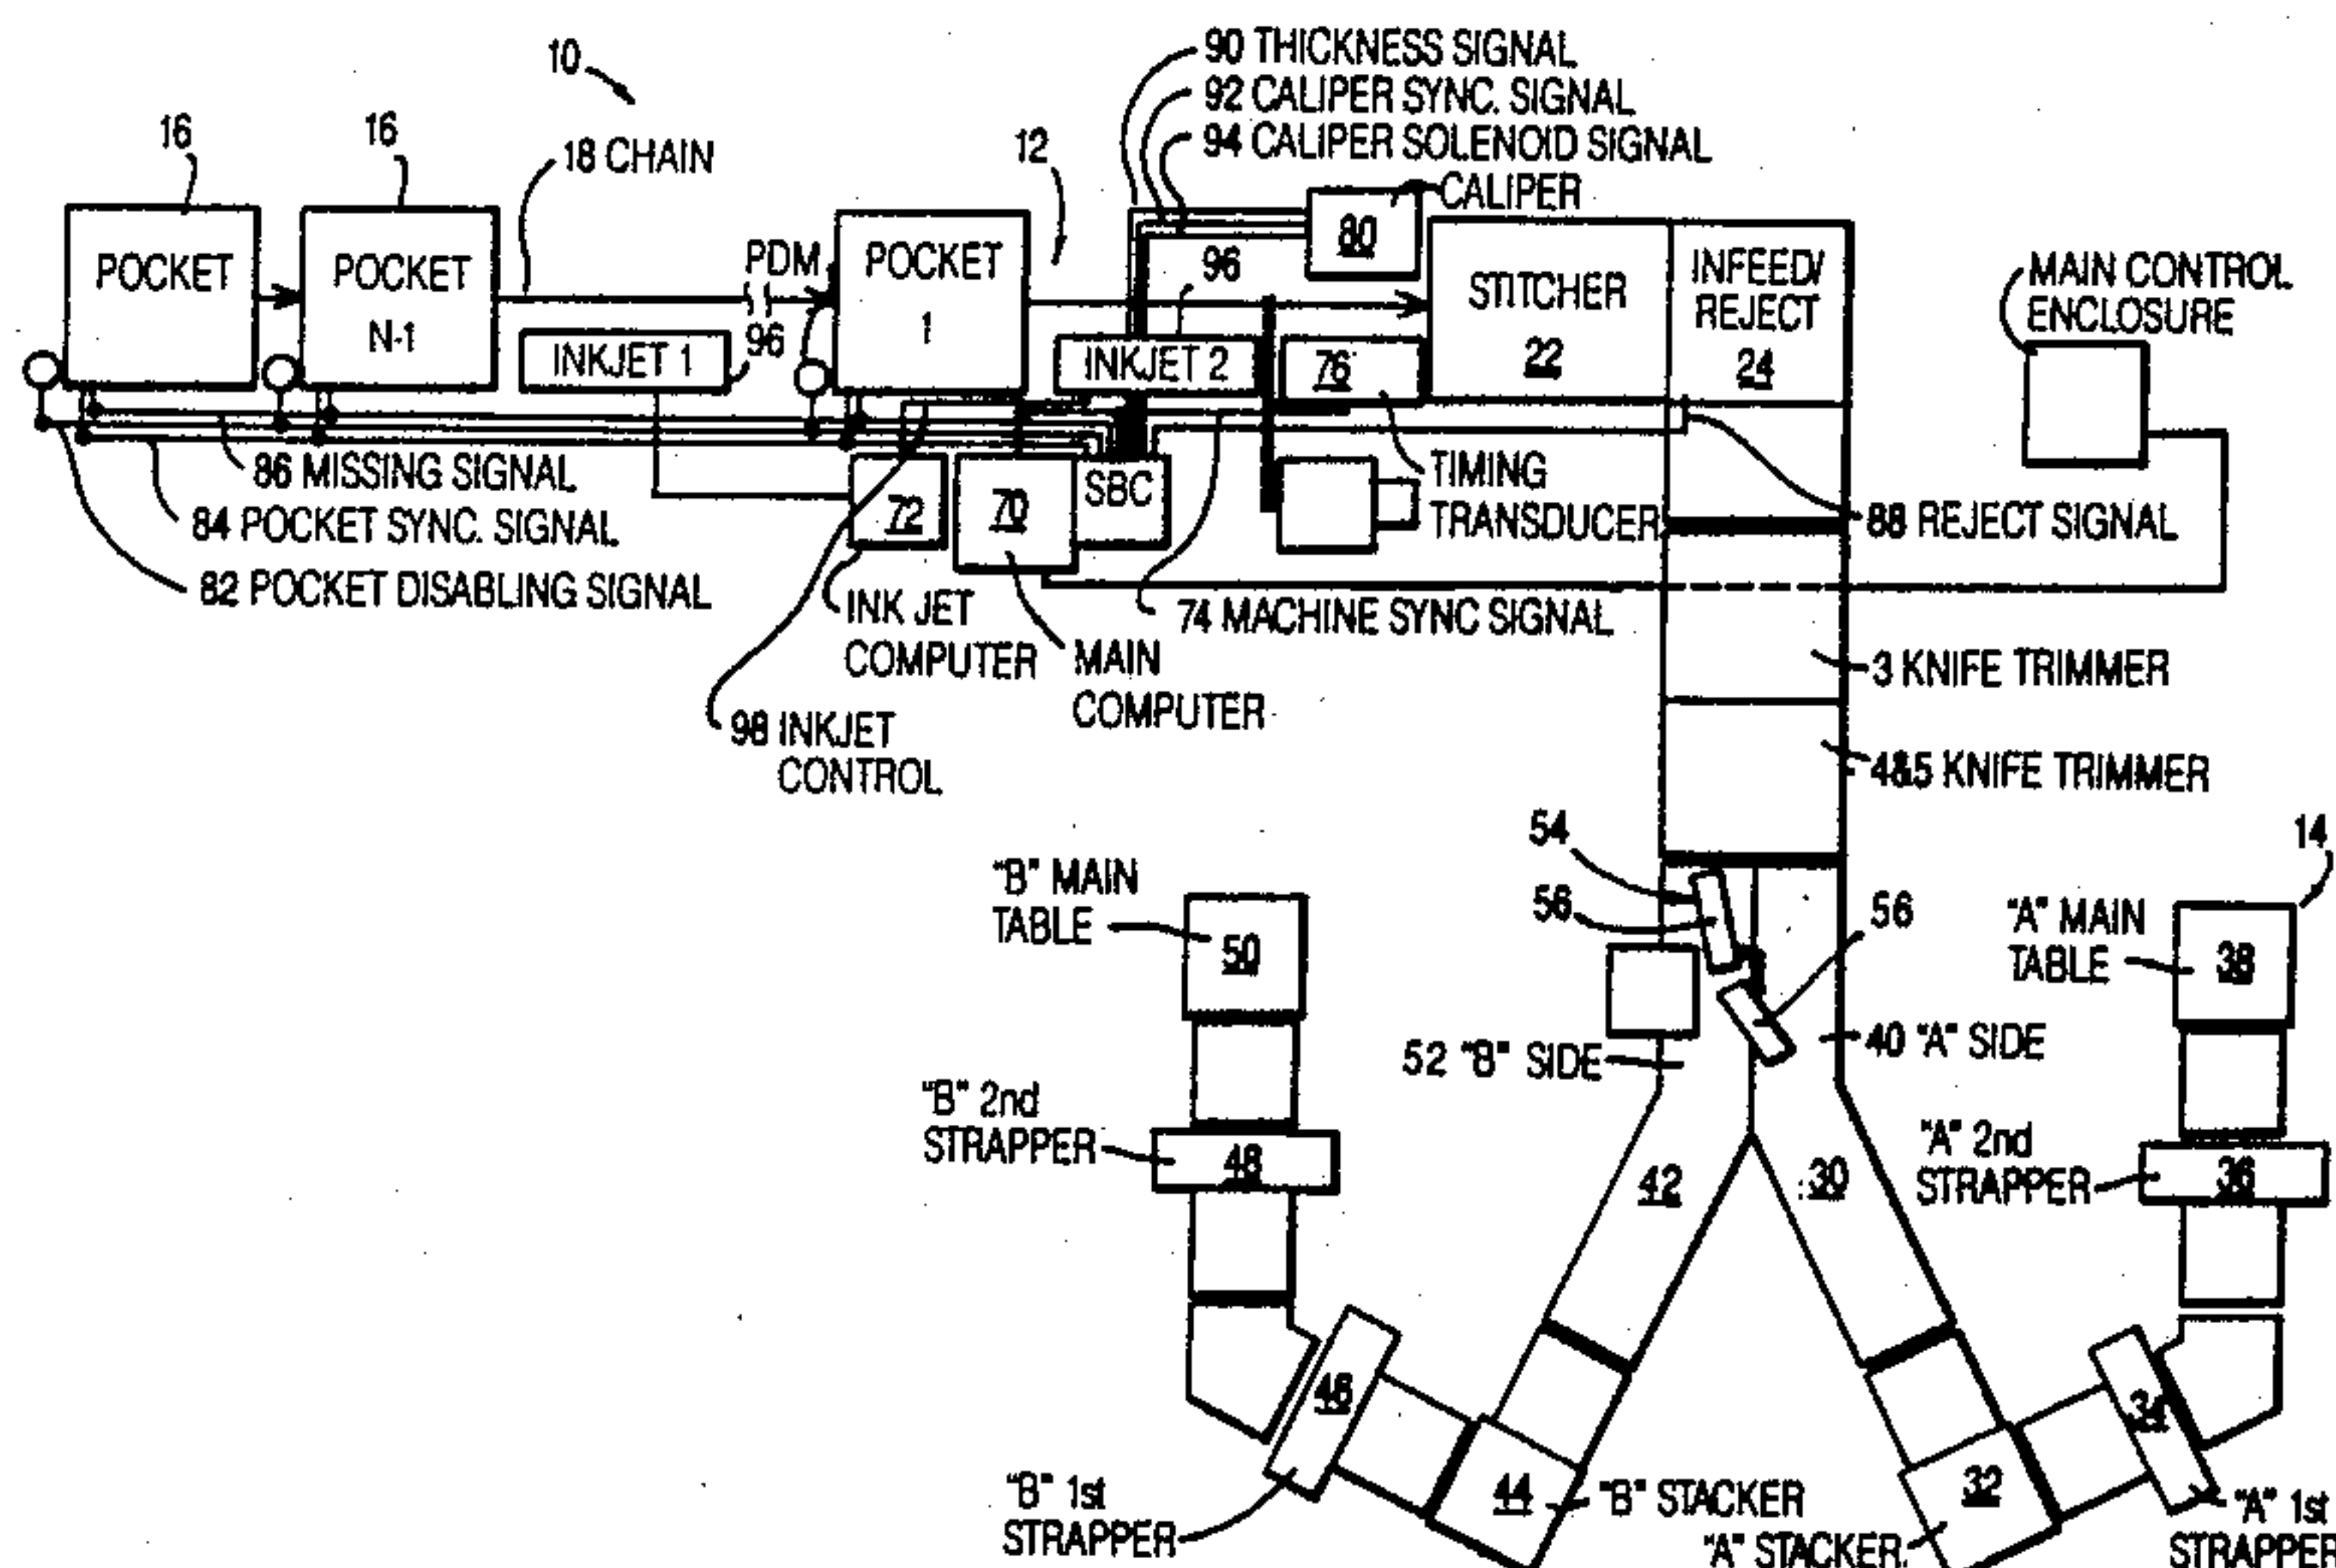 10
90 THICKNESS SIGNAL
92 CALIPER SYNC. SIGNAL
94 CALIPER SOLENOID SIGNAL
CALIPER
16
16
18 CHAIN
12
80
POCKET
POCKET
N-1
PDM
POCKET
1
96
STITCHER
22
INFEED/
REJECT
24
MAIN CONTROL
ENCLOSURE
INKJET 1
96
INKJET 2
76
86 MISSING SIGNAL
84 POCKET SYNC. SIGNAL
82 POCKET DISABLING SIGNAL
72
70
SBC
TIMING
TRANSDUCER
88 REJECT SIGNAL
INK JET
COMPUTER
MAIN
COMPUTER
74 MACHINE SYNC SIGNAL
98 INKJET
CONTROL
3 KNIFE TRIMMER
4&5 KNIFE TRIMMER
54
56
56
14
"B" MAIN
TABLE
50
"A" MAIN
TABLE
38
52 "B" SIDE
40 "A" SIDE
"B" 2nd
STRAPPER
48
42
30
"A" 2nd
STRAPPER
36
46
34
"B" 1st
STRAPPER
44
"B" STACKER
32
"A" STACKER
"A" 1st
STRAPPER